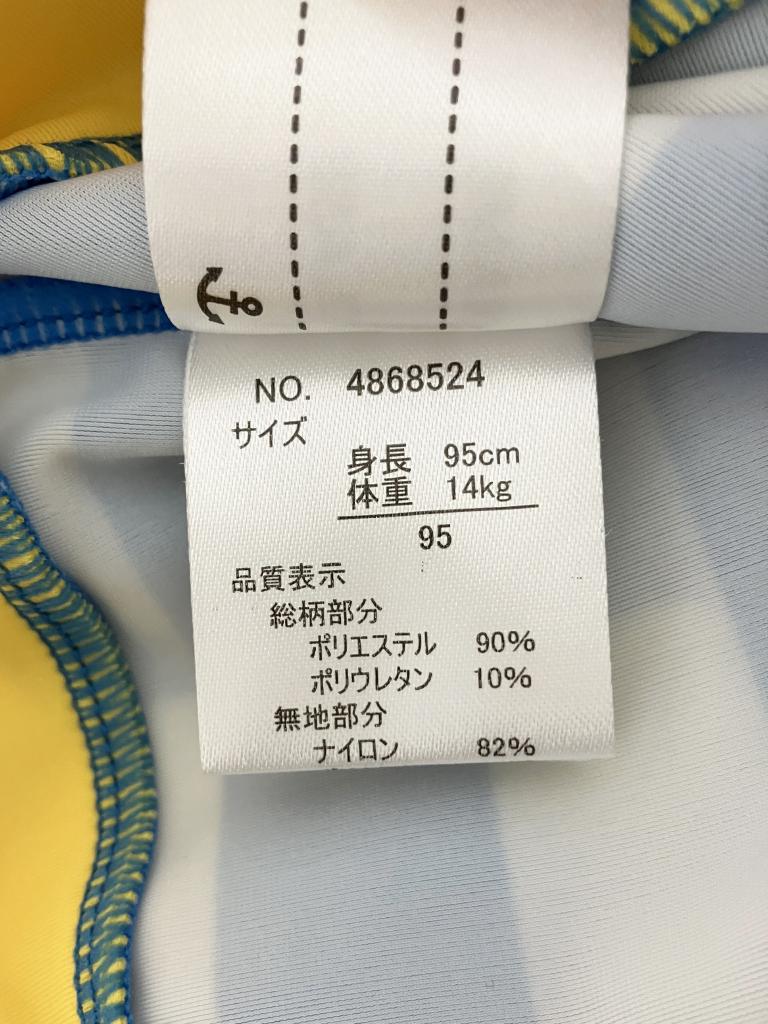 NO. 4868524
サイズ
身長 95cm
体重 14kg
95
品質表示
総柄部分
ポリエステル 90%
ポリウレタン 10%
無地部分
ナイロン 82%